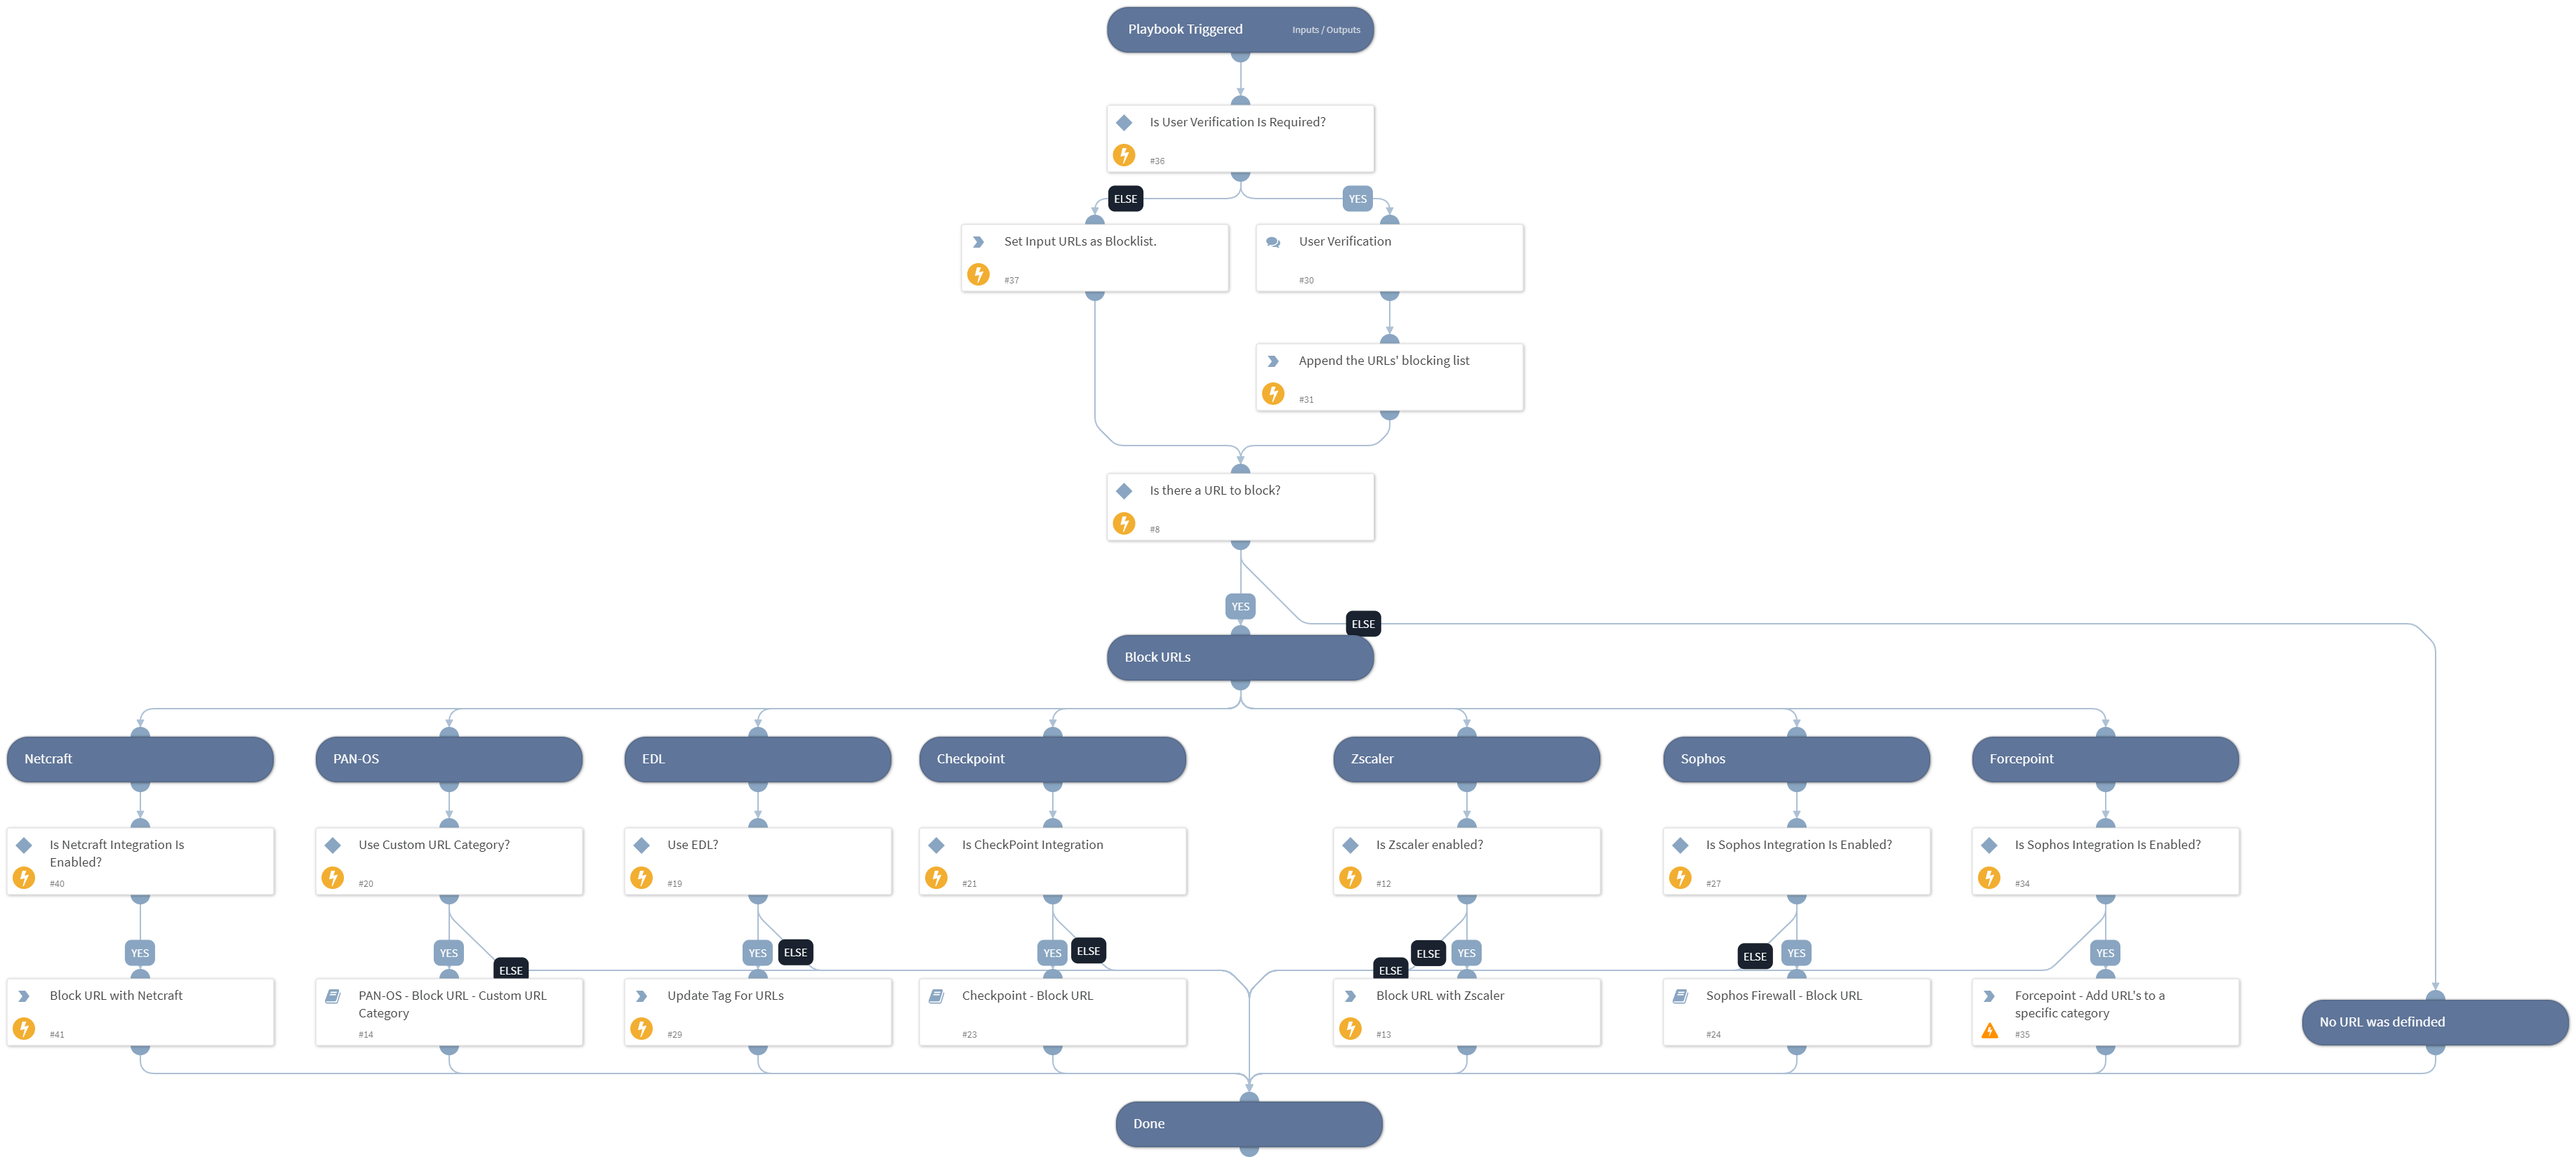 Playbook Triggered
Inputs / Outputs
Is User Verification Is Required?
#36
ELSE
YES
Set Input URLs as Blocklist.
#37
User Verification
#30
Append the URLs' blocking list
#31
Is there a URL to block?
#8
YES
ELSE
Block URLs
Netcraft
PAN-OS
EDL
Checkpoint
Zscaler
Sophos
Forcepoint
Is Netcraft Integration Is
Enabled?
#40
Use Custom URL Category?
#20
Use EDL?
#19
Is CheckPoint Integration
#21
Is Zscaler enabled?
#12
Is Sophos Integration Is Enabled?
#27
Is Sophos Integration Is Enabled?
#34
YES
YES
ELSE
YES
ELSE
YES
ELSE
ELSE
ELSE
YES
ELSE
YES
YES
Block URL with Netcraft
#41
PAN-OS - Block URL - Custom URL
Category
#14
Update Tag For URLs
#29
Checkpoint - Block URL
#23
Block URL with Zscaler
#13
Sophos Firewall - Block URL
#24
Forcepoint - Add URL's to a
specific category
#35
No URL was definded
Done